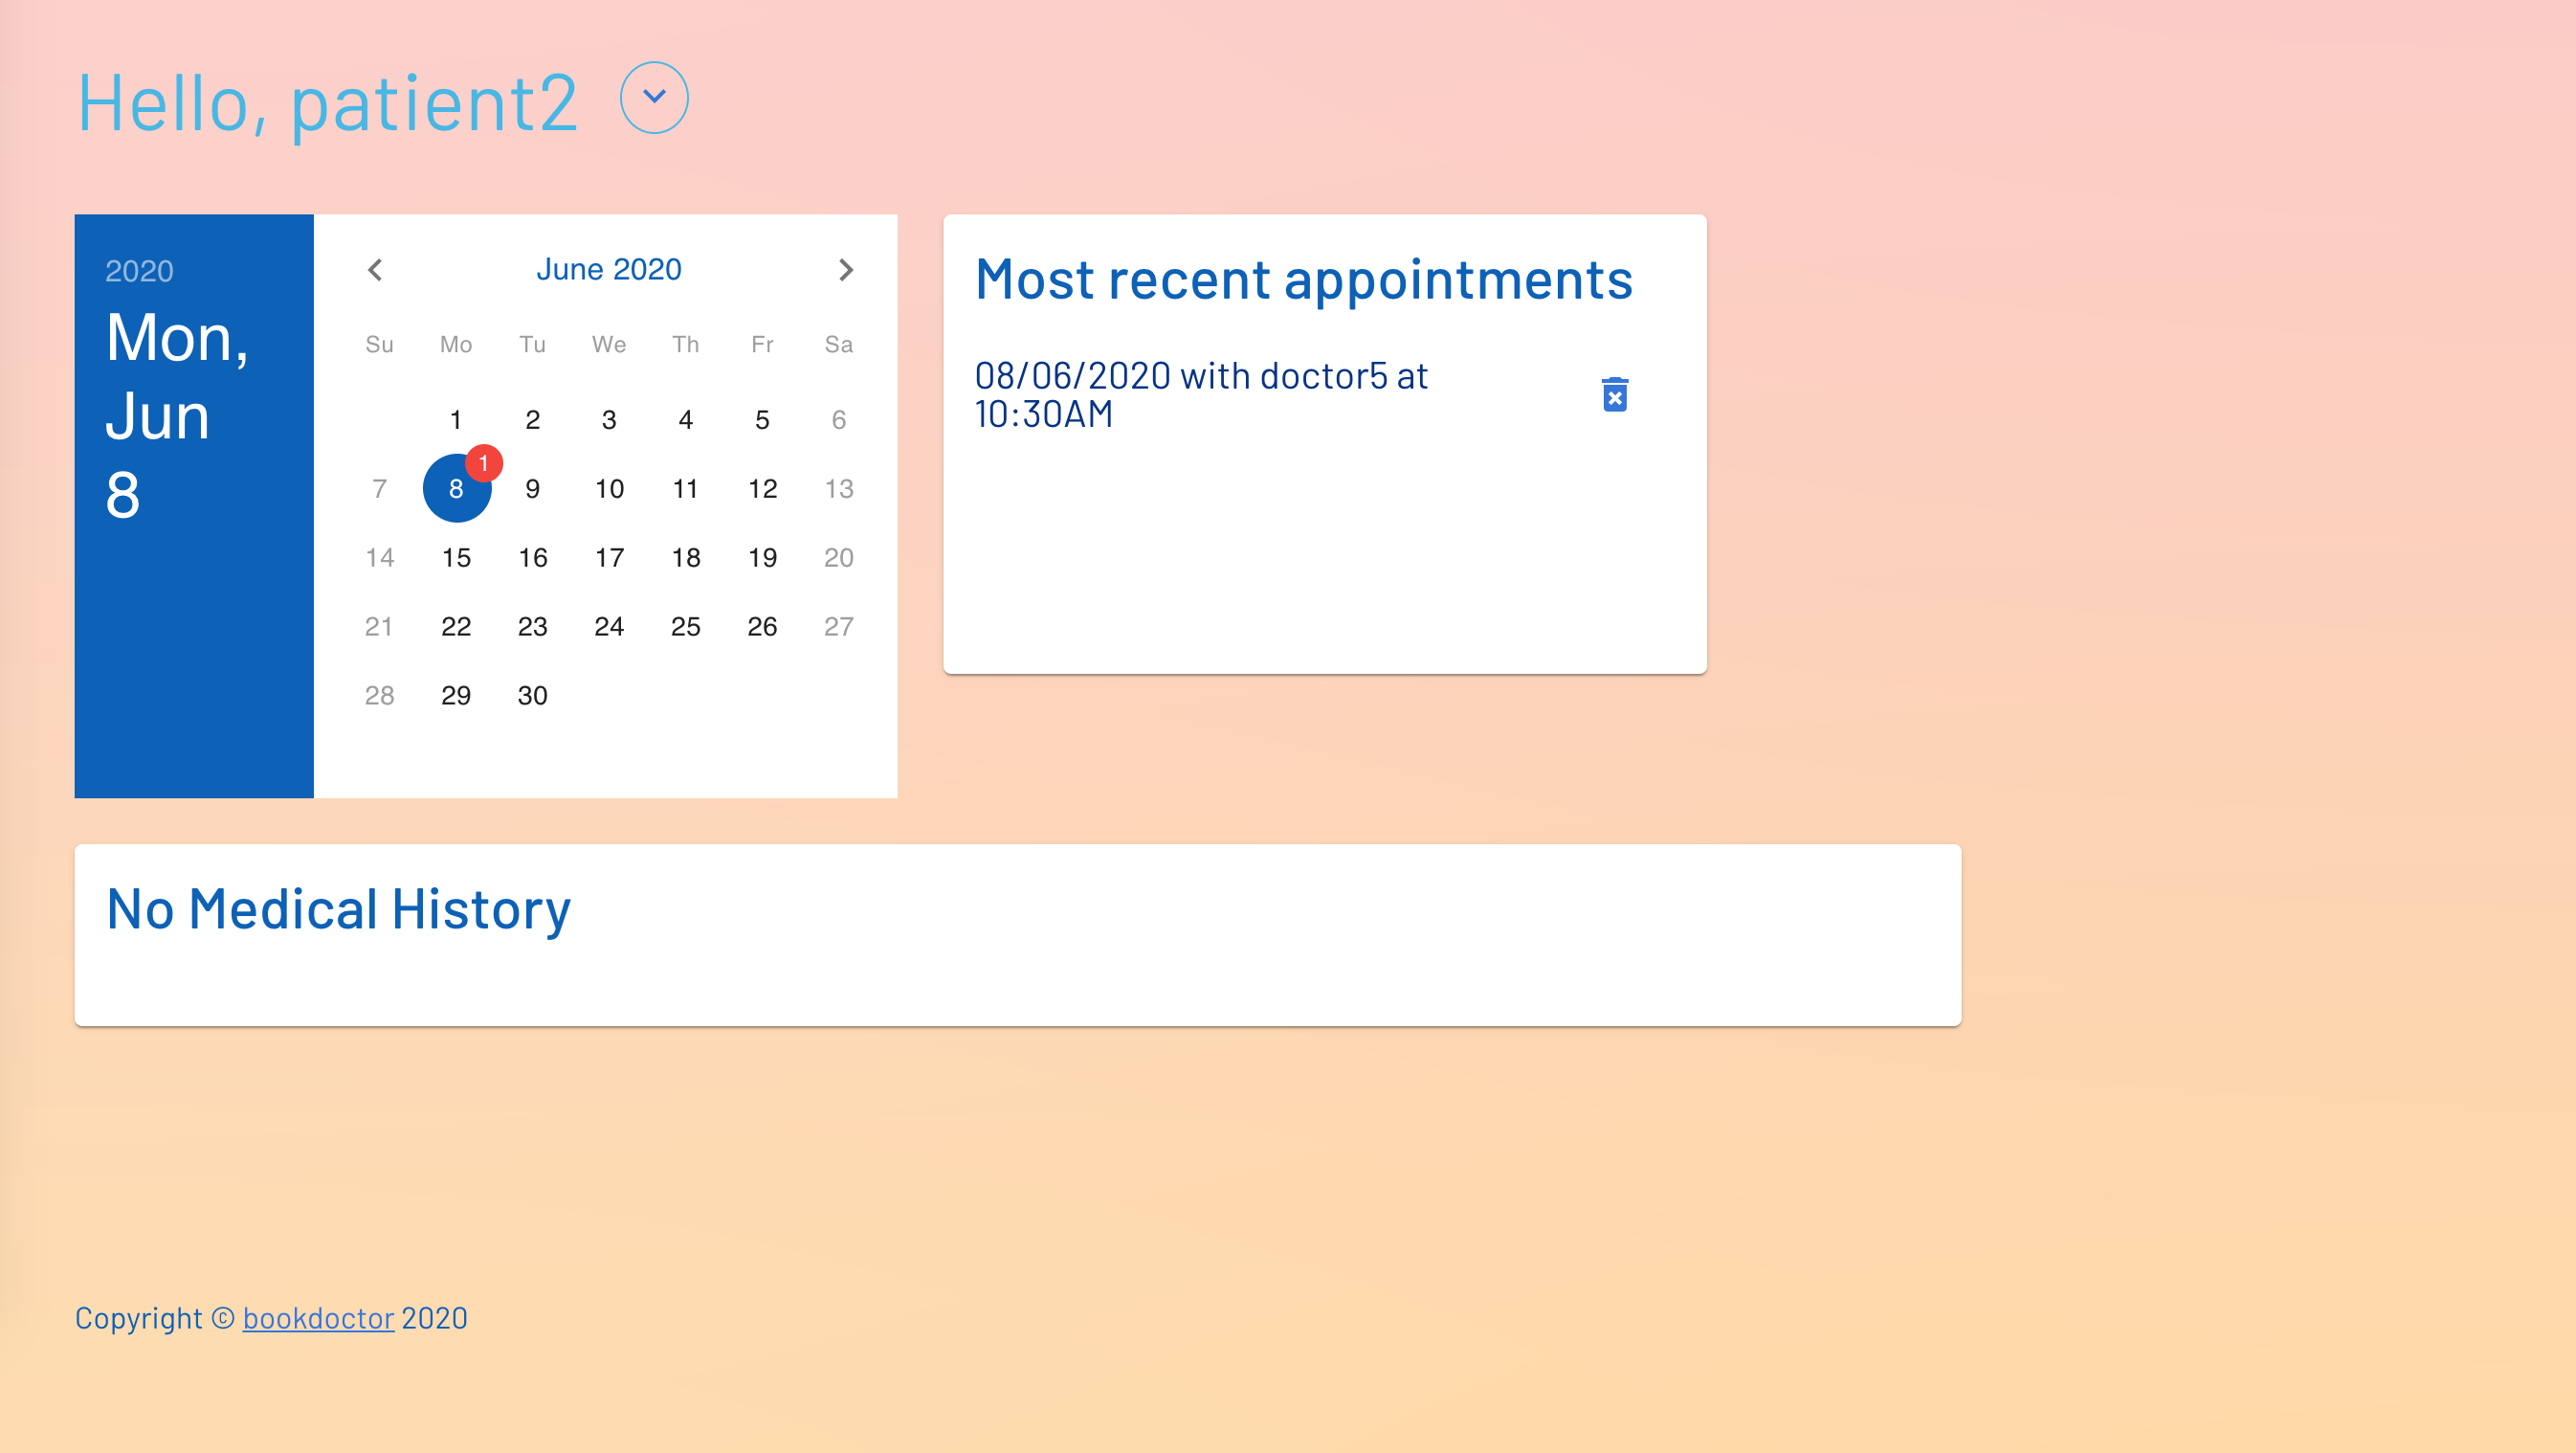 Hello, patient2
2020
Mon,
Jun
8
June 2020
Su Mo Tu We Th Fr Sa
1 2 3 4 5 6
1
7 8 9 10 11 12 13
14 15 16 17 18 19 20
21 22 23 24 25 26 27
28 29 30
Most recent appointments
08/06/2020 with doctor5 at
10:30AM
No Medical History
Copyright © bookdoctor 2020